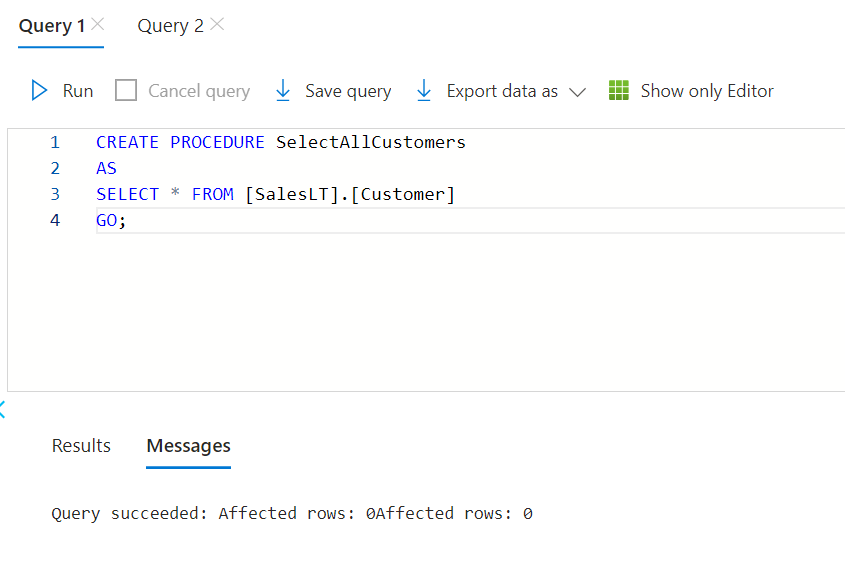 Query 1 Query 2
Run Cancel query Save query Export data as Show only Editor
1 CREATE PROCEDURE SelectAllCustomers
2 AS
3 SELECT * FROM [SalesLT].[Customer]
4 GO;
Results Messages
Query succeeded: Affected rows: 0Affected rows: 0